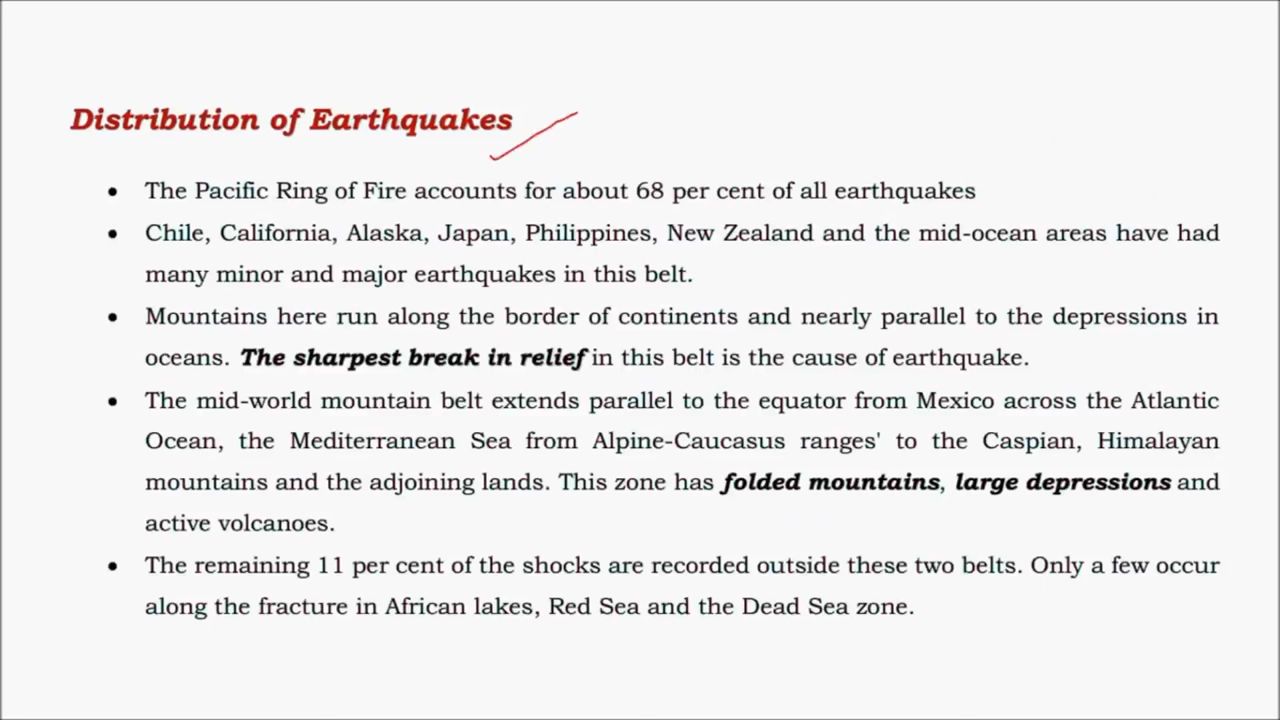 Distribution of Earthquakes
• The Pacific Ring of Fire accounts for about 68 per cent of all earthquakes
• Chile, California, Alaska, Japan, Philippines, New Zealand and the mid-ocean areas have had
many minor and major earthquakes in this belt.
• Mountains here run along the border of continents and nearly parallel to the depressions in
oceans. The sharpest break in relief in this belt is the cause of earthquake.
• The mid-world mountain belt extends parallel to the equator from Mexico across the Atlantic
Ocean, the Mediterranean Sea from Alpine-Caucasus ranges' to the Caspian, Himalayan
mountains and the adjoining lands. This zone has folded mountains, large depressions and
active volcanoes.
• The remaining 11 per cent of the shocks are recorded outside these two belts. Only a few occur
along the fracture in African lakes, Red Sea and the Dead Sea zone.